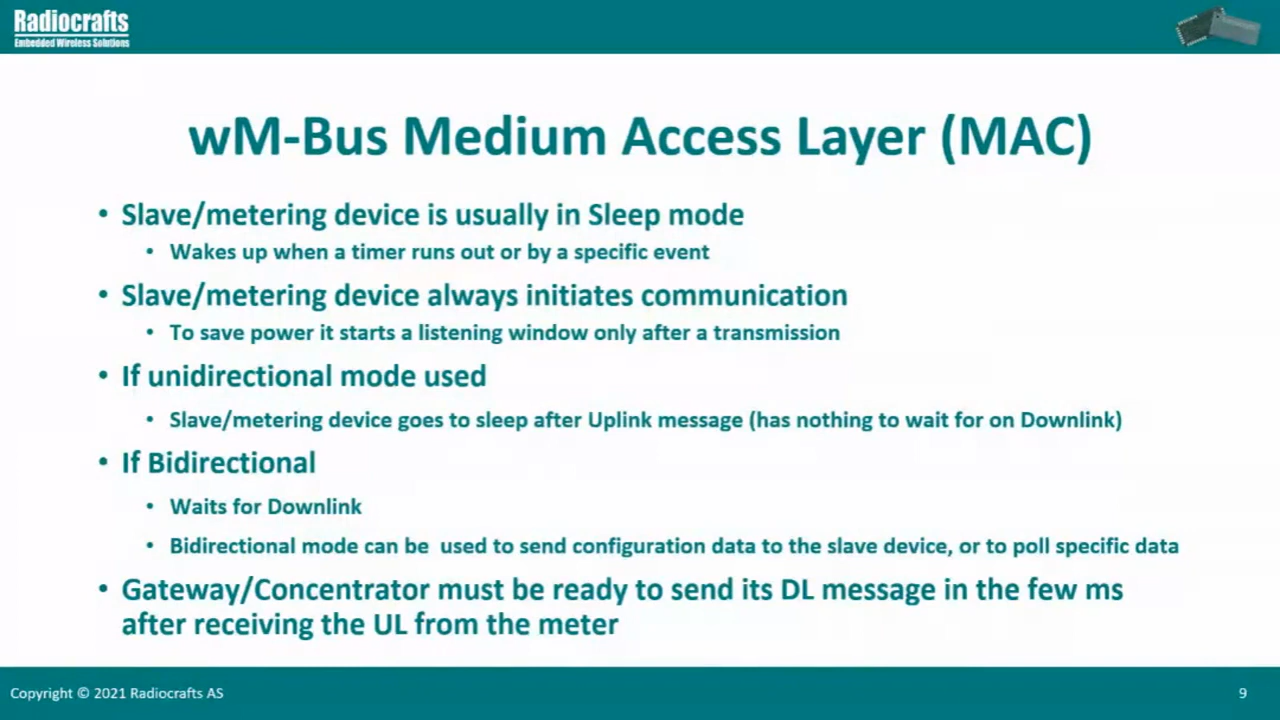 Radiocrafts
Embedded Wireless Solutions
wM-Bus Medium Access Layer (MAC)
• Slave/metering device is usually in Sleep mode
• Wakes up when a timer runs out or by a specific event
• Slave/metering device always initiates communication
• To save power it starts a listening window only after a transmission
• If unidirectional mode used
• Slave/metering device goes to sleep after Uplink message (has nothing to wait for on Downlink)
• If Bidirectional
• Waits for Downlink
• Bidirectional mode can be  used to send configuration data to the slave device, or to poll specific data
• Gateway/Concentrator must be ready to send its DL message in the few ms
after receiving the UL from the meter
Copyright © 2021 Radiocrafts AS
9